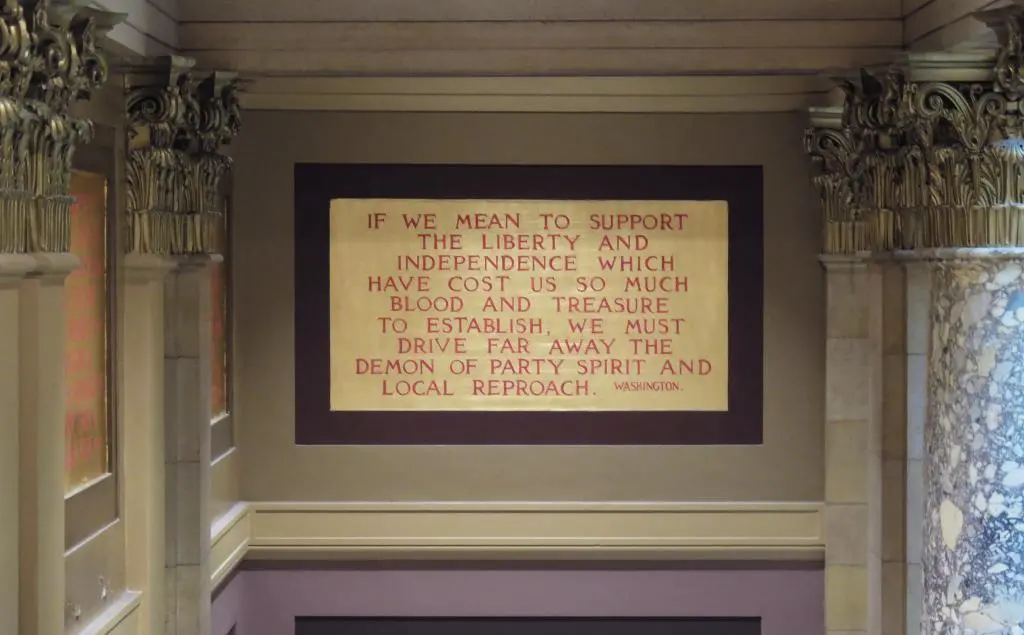 IF WE MEAN TO SUPPORT
THE LIBERTY AND
INDEPENDENCE WHICH
HAVE COST US SO MUCH
BLOOD AND TREASURE
TO ESTABLISH, WE MUST
DRIVE FAR AWAY THE
DEMON OF PARTY SPIRIT AND
LOCAL REPROACH. WASHINGTON.